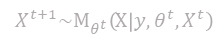 X^{t+1}~M_{θ^t}(X|y, θ^t, X^t)